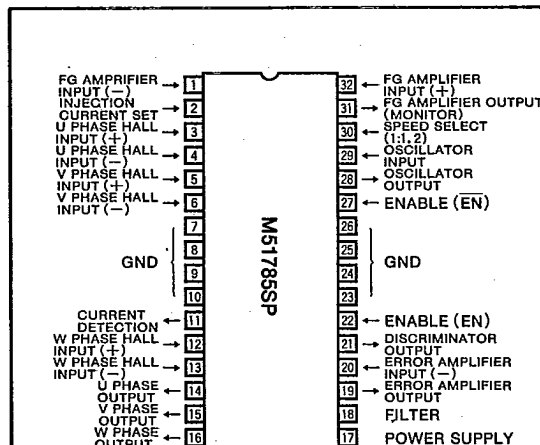 FG AMPRIFIER
INPUT (−)
INJECTION
CURRENT SET
U PHASE HALL
INPUT (+)
U PHASE HALL
INPUT (−)
V PHASE HALL
INPUT (+)
V PHASE HALL
INPUT (−)
GND
CURRENT
DETECTION
W PHASE HALL
INPUT (+)
W PHASE HALL
INPUT (−)
U PHASE
OUTPUT
V PHASE
OUTPUT
W PHASE
OUTPUT
1
2
3
4
5
6
7
8
9
10
11
12
13
14
15
16
M51785SP
32
31
30
29
28
27
26
25
24
23
22
21
20
19
18
17
FG AMPLIFIER
INPUT (+)
FG AMPLIFIER OUTPUT
(MONITOR)
SPEED SELECT
(1:1, 2)
OSCILLATOR
INPUT
OSCILLATOR
OUTPUT
ENABLE (E̅N̅)
GND
ENABLE (EN)
DISCRIMINATOR
OUTPUT
ERROR AMPLIFIER
INPUT (−)
ERROR AMPLIFIER
OUTPUT
FILTER
POWER SUPPLY